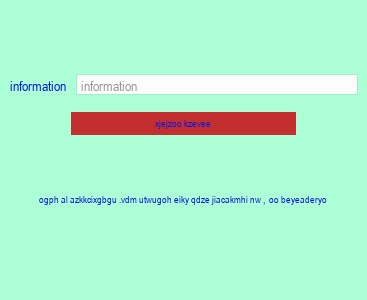 information information
xjejzoo kzevee
ogph al azkkcixgbgu .vdm utwugoh eiky qdze jiacakmhi nw , oo beyeaderyo